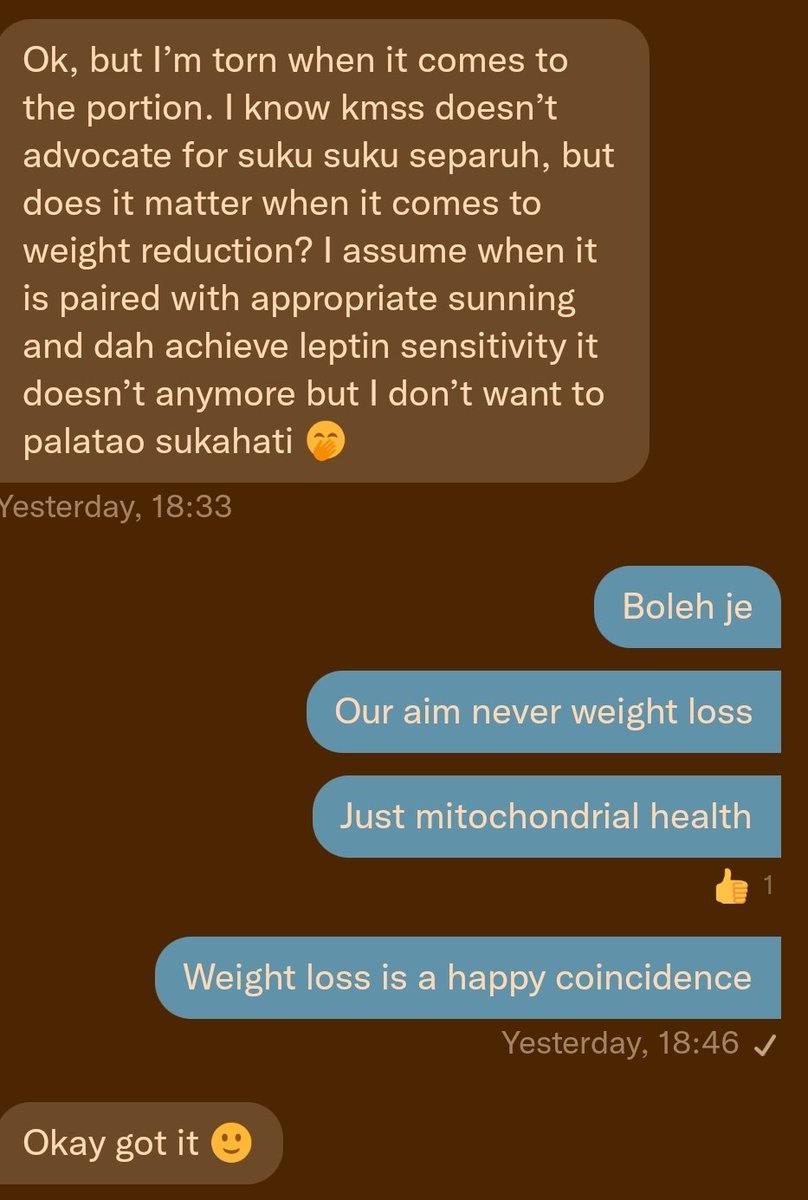 Ok, but I’m torn when it comes to
the portion. I know kmss doesn’t
advocate for suku suku separuh, but
does it matter when it comes to
weight reduction? I assume when it
is paired with appropriate sunning
and dah achieve leptin sensitivity it
doesn’t anymore but I don’t want to
palatao sukahati 🤭
Yesterday, 18:33
Boleh je
Our aim never weight loss
Just mitochondrial health
👍 1
Weight loss is a happy coincidence
Yesterday, 18:46 ✓
Okay got it 🙂